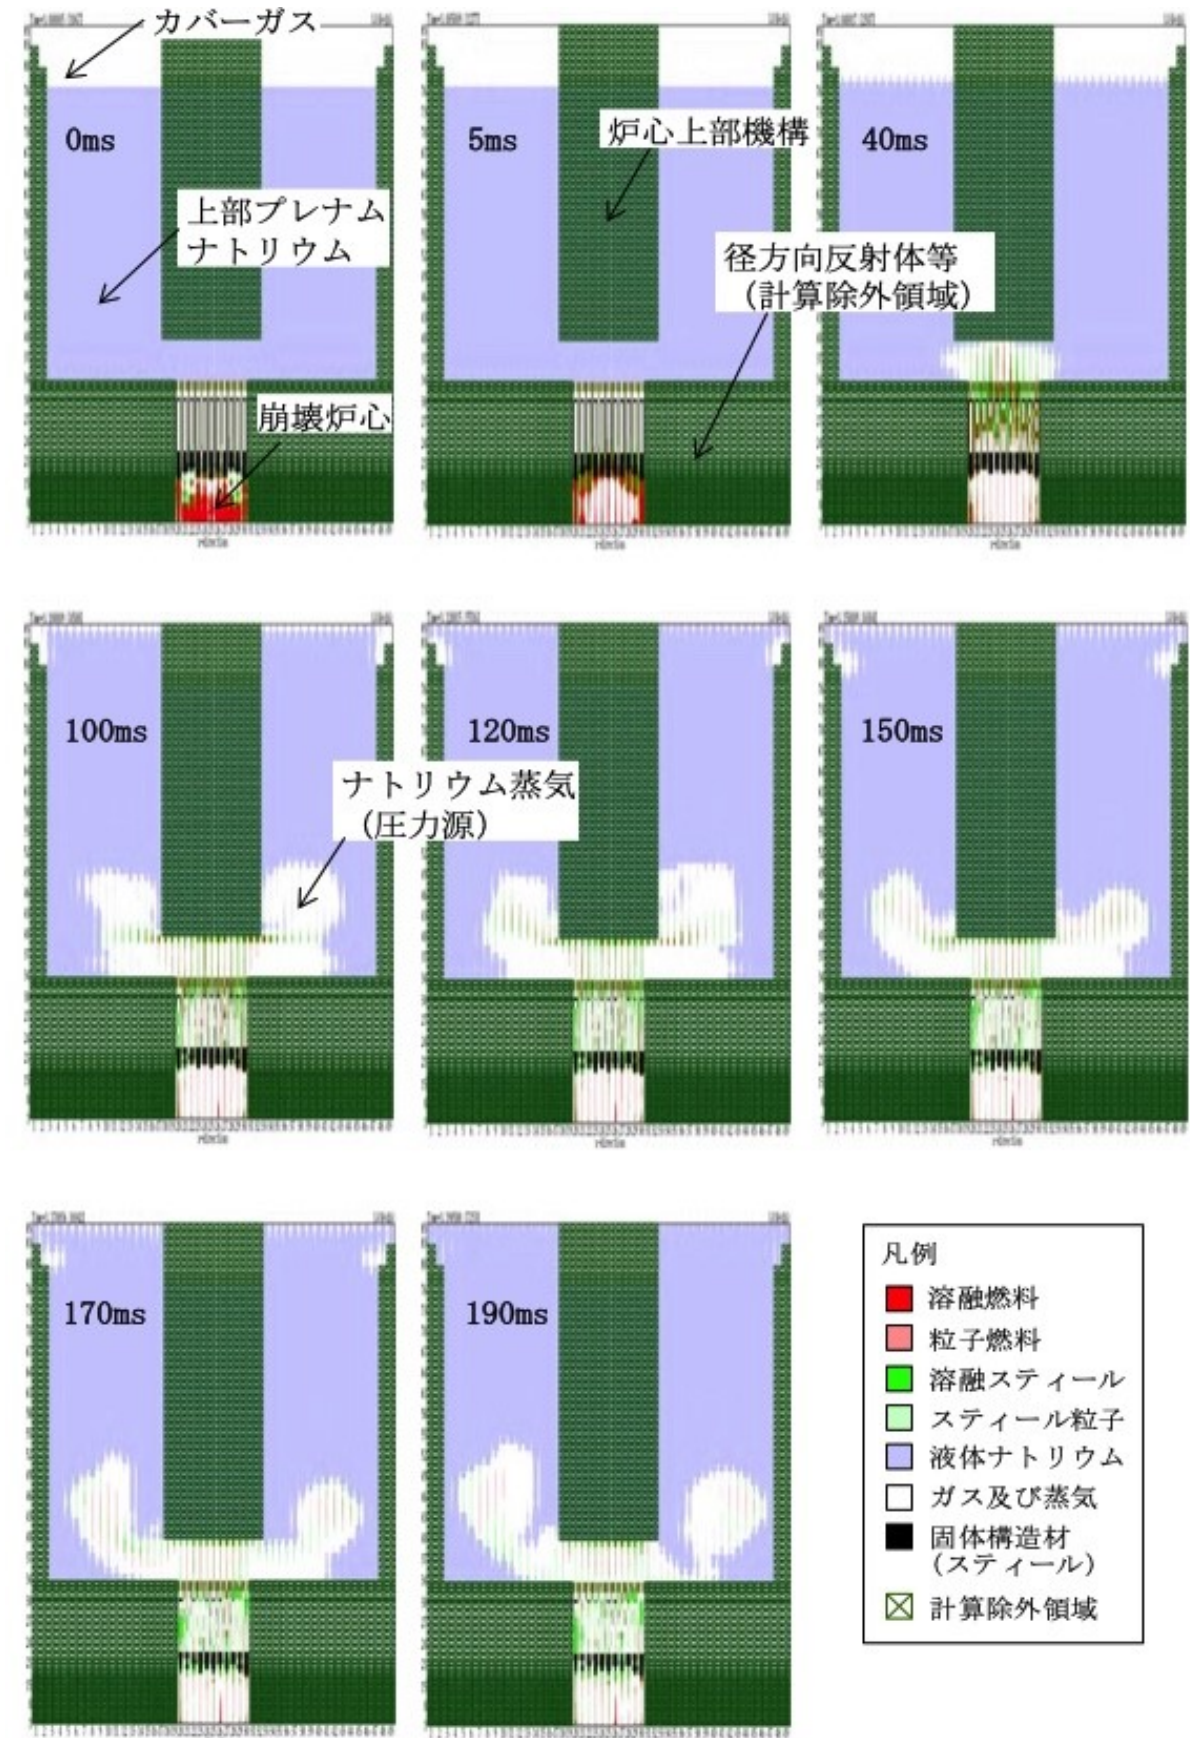 カバーガス
0ms
5ms
40ms
炉心上部機構
上部プレナム
ナトリウム
径方向反射体等
（計算除外領域）
崩壊炉心
100ms
120ms
150ms
ナトリウム蒸気
（圧力源）
170ms
190ms
凡例
溶融燃料
粒子燃料
溶融スティール
スティール粒子
液体ナトリウム
ガス及び蒸気
固体構造材
（スティール）
計算除外領域